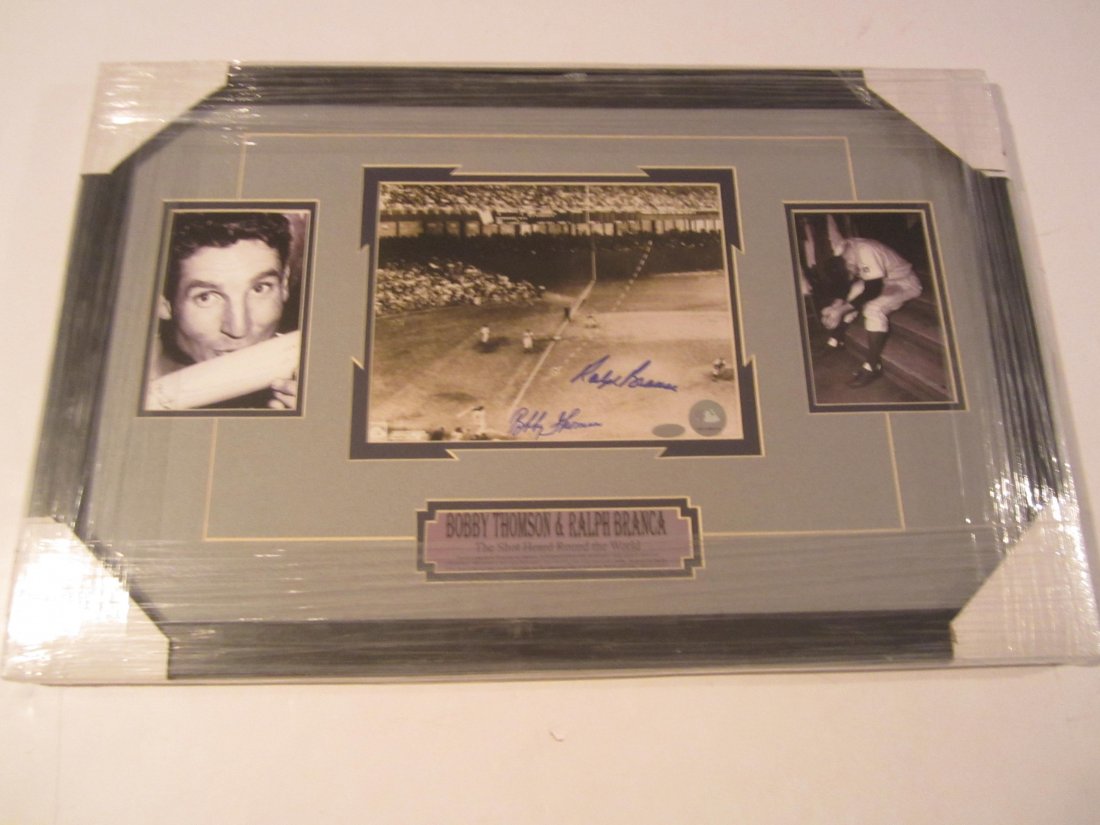 Ralph Branca
Bobby Thomson
BOBBY THOMSON & RALPH BRANCA
The Shot Heard Round the World